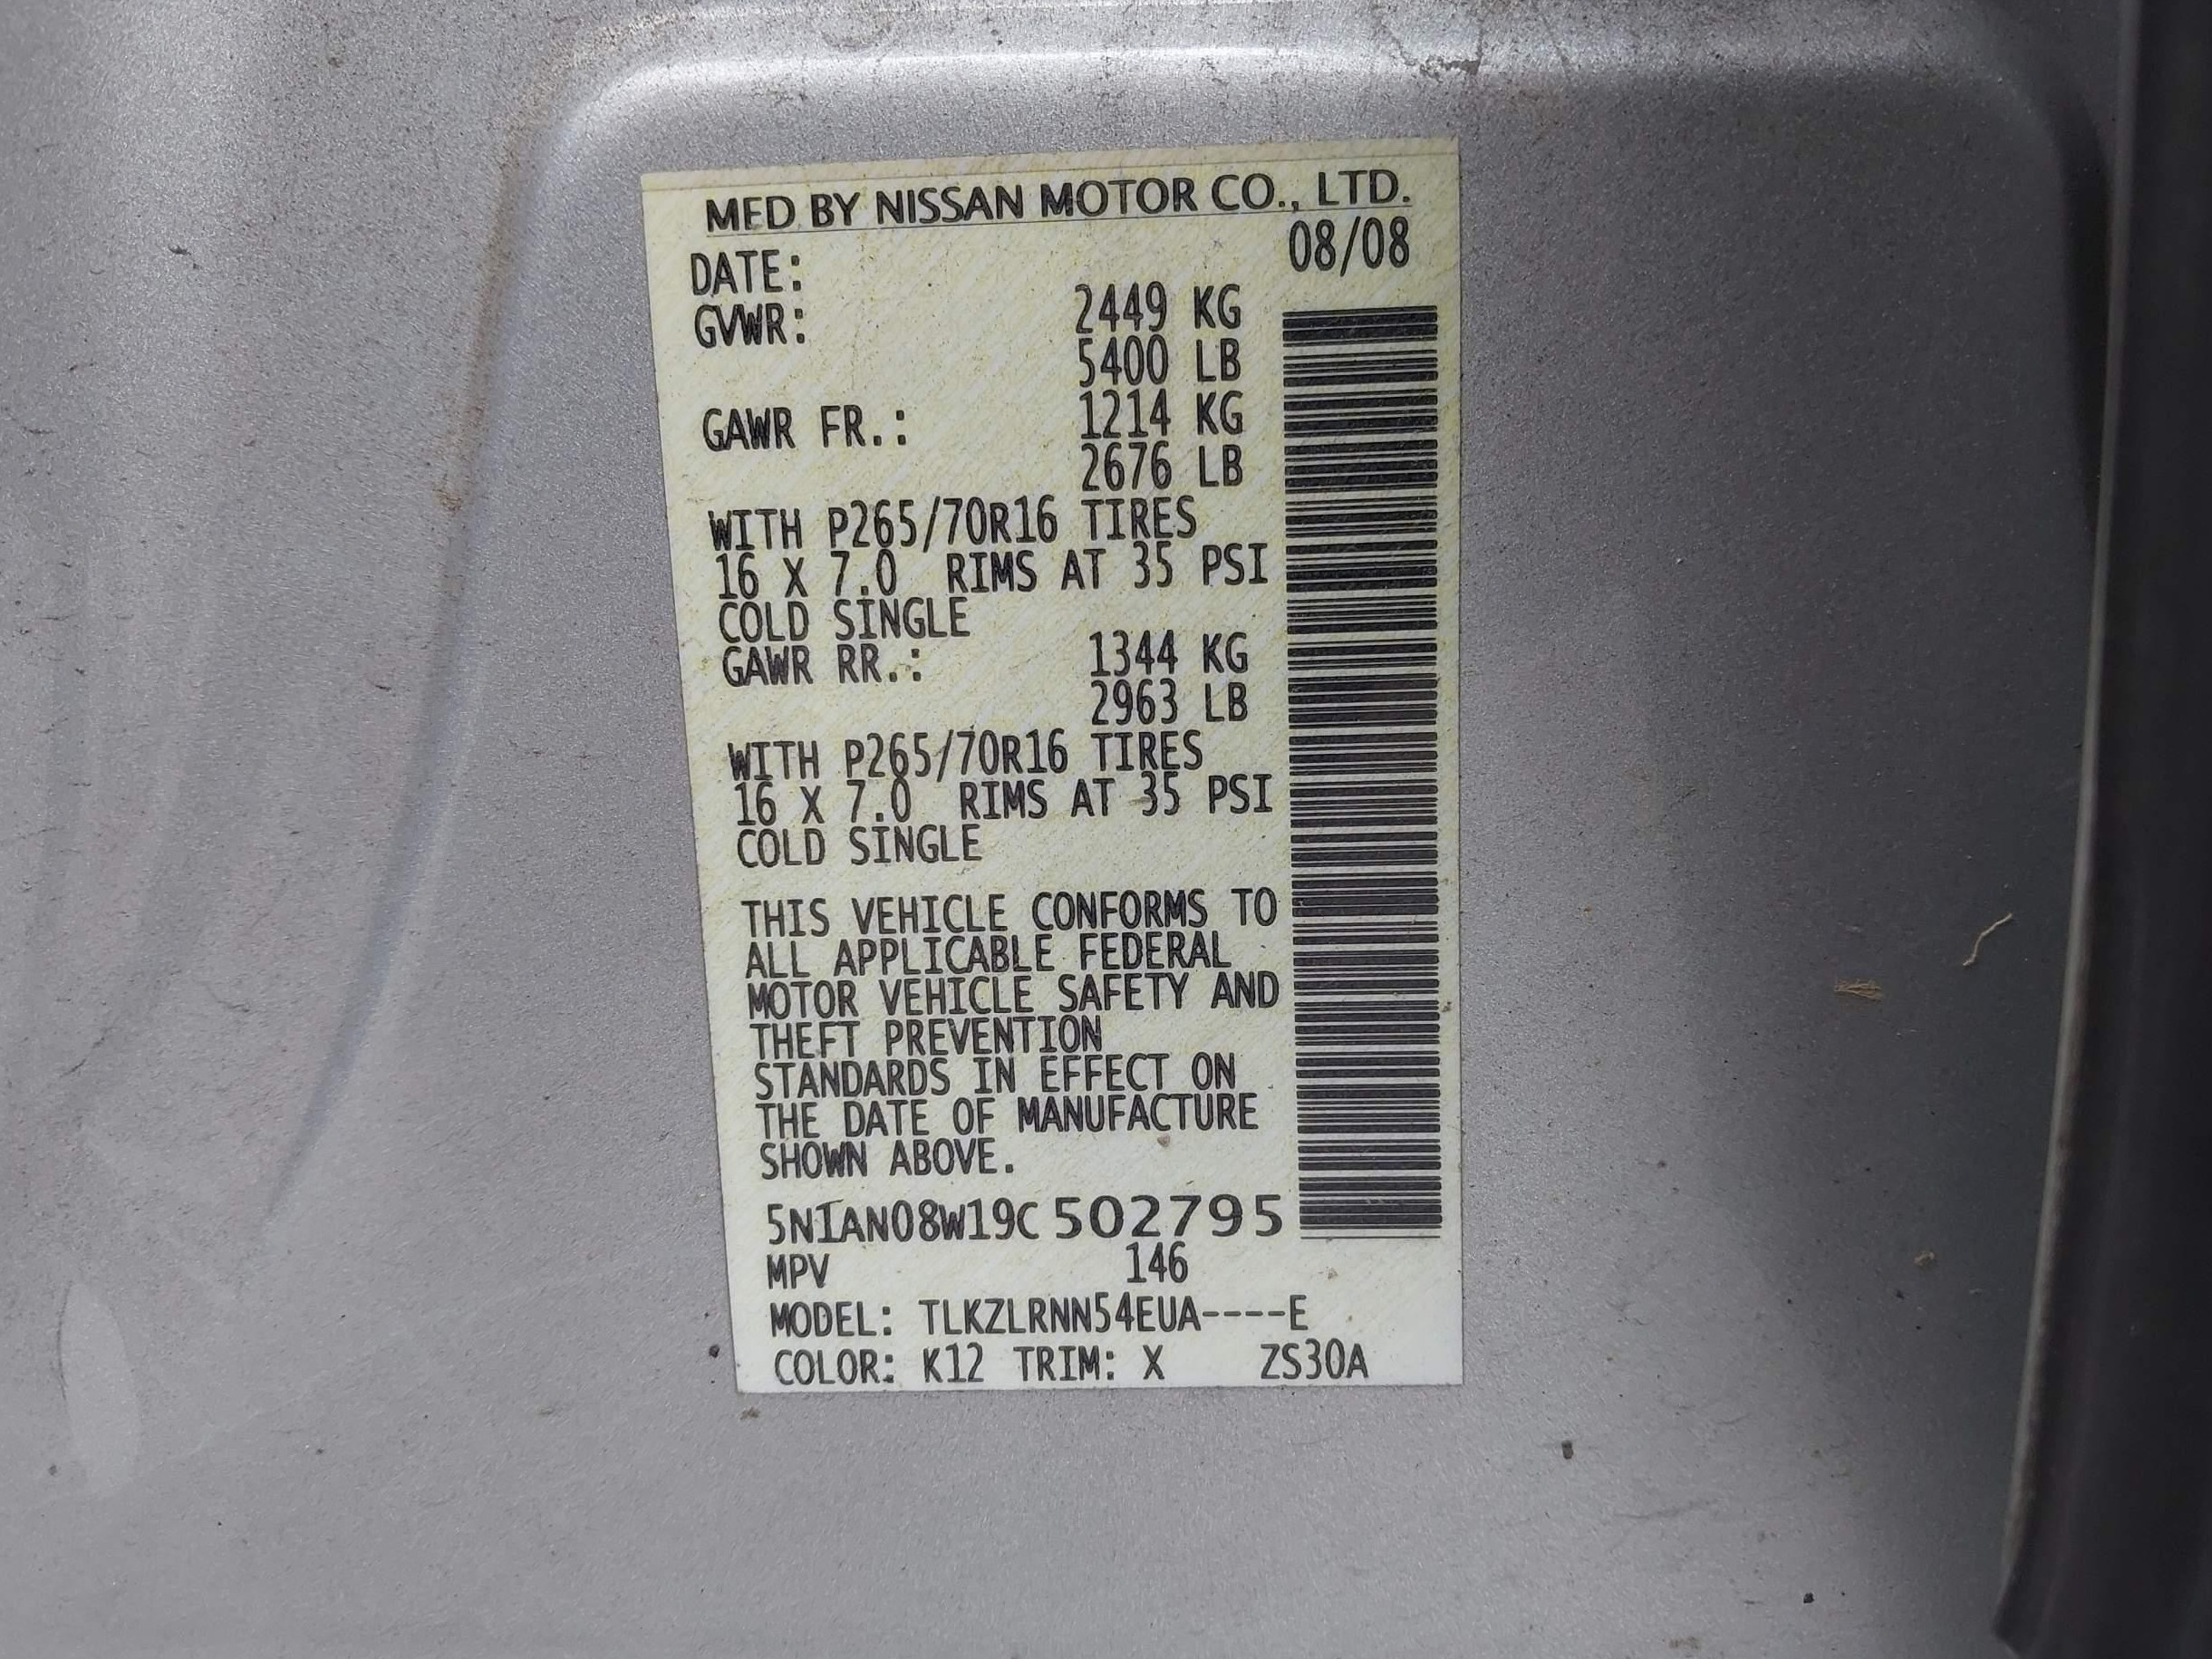 MFD BY NISSAN MOTOR CO., LTD.
DATE: 08/08
GVWR: 2449 KG
5400 LB
GAWR FR.: 1214 KG
2676 LB
WITH P265/70R16 TIRES
16 X 7.0 RIMS AT 35 PSI
COLD SINGLE
GAWR RR.: 1344 KG
2963 LB
WITH P265/70R16 TIRES
16 X 7.0 RIMS AT 35 PSI
COLD SINGLE
THIS VEHICLE CONFORMS TO
ALL APPLICABLE FEDERAL
MOTOR VEHICLE SAFETY AND
THEFT PREVENTION
STANDARDS IN EFFECT ON
THE DATE OF MANUFACTURE
SHOWN ABOVE.
5N1AN08W19C502795
MPV 146
MODEL: TLKZLRNN54EUA----E
COLOR: K12 TRIM: X ZS30A